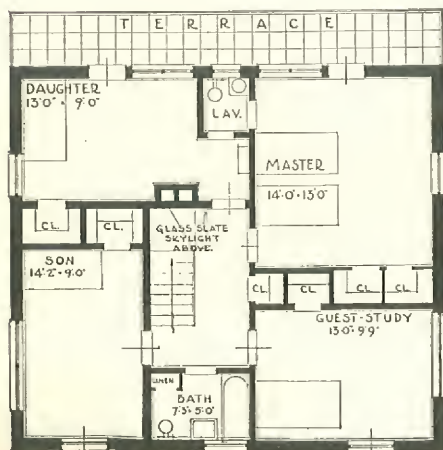 TERRACE
DAUGHTER
13'0" × 9'0"
LAV.
MASTER
14'0" × 13'0"
CL.
CL.
GLASS SLATE
SKYLIGHT
ABOVE.
SON
14'2" × 9'0"
CL
CL
CL
CL
GUEST-STUDY
13'0" × 9'9"
LINEN
BATH
7'3" × 5'0"